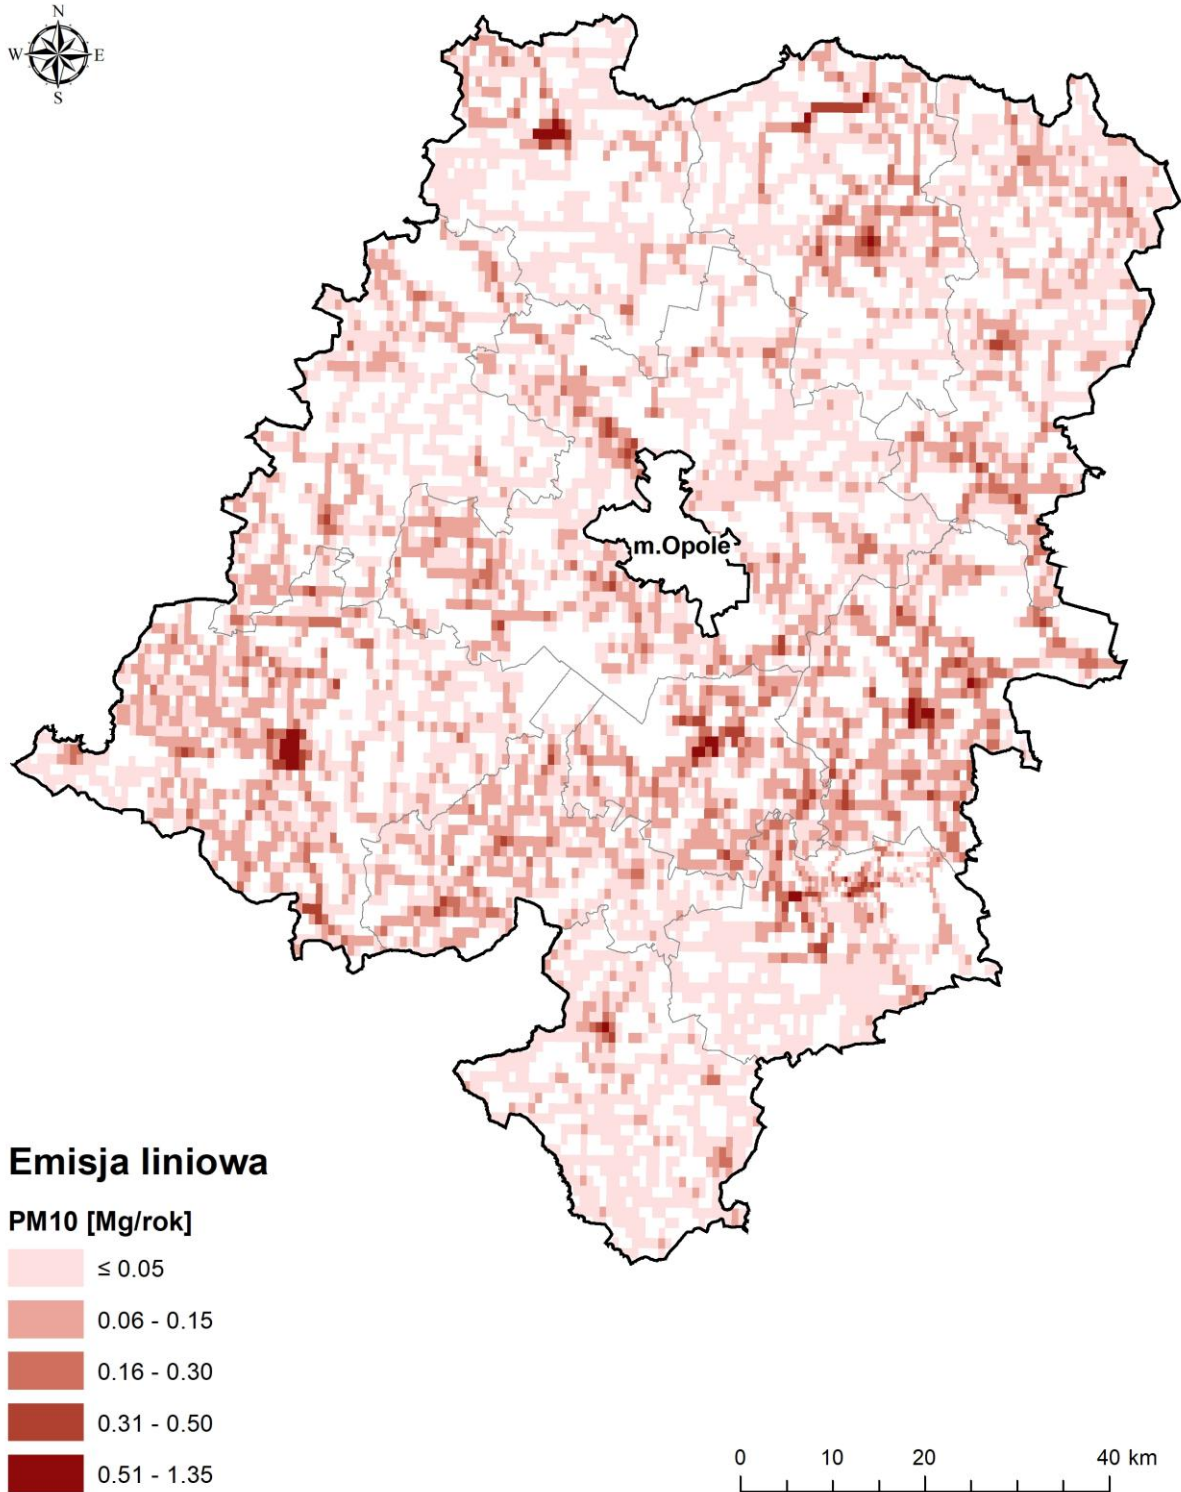 N
W E
S
m.Opole
Emisja liniowa
PM10 [Mg/rok]
≤ 0.05
0.06 - 0.15
0.16 - 0.30
0.31 - 0.50
0.51 - 1.35
0 10 20 40 km